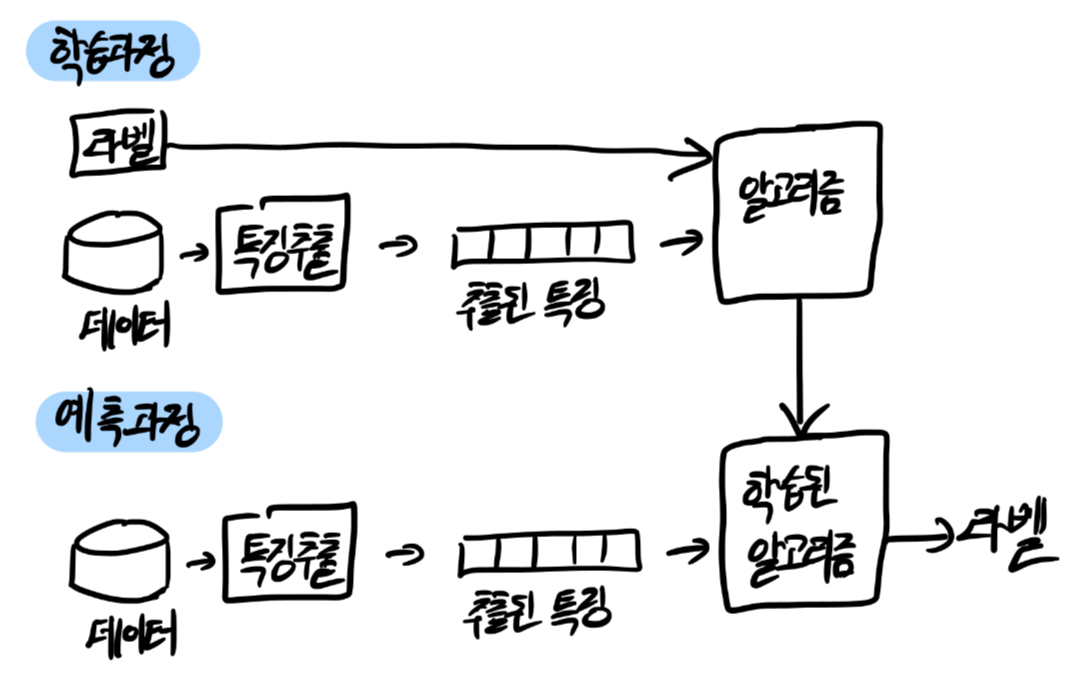 학습과정
라벨
알고리즘
특징추출
데이터
추출된 특징
예측과정
학습된
알고리즘
라벨
특징추출
데이터
추출된 특징